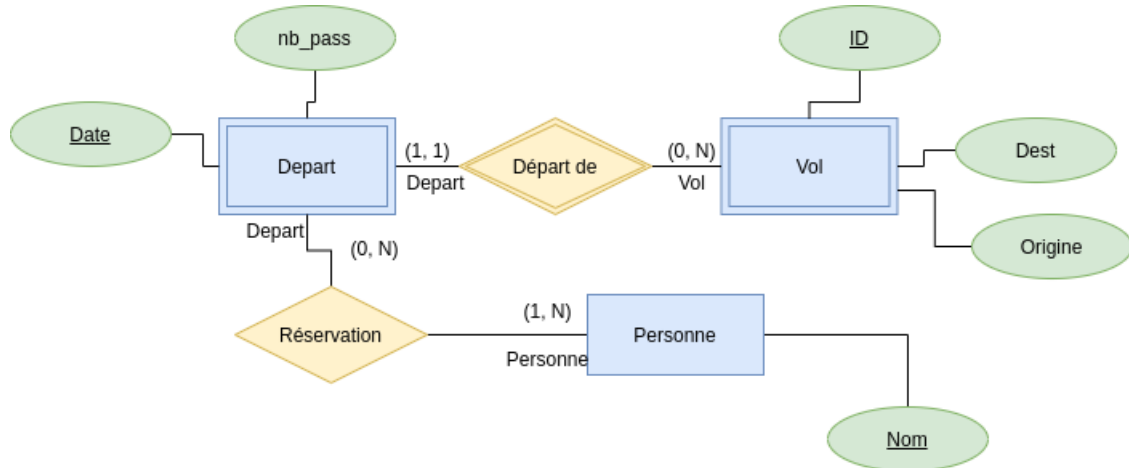 nb_pass
ID
Date
Depart
(1, 1)
Depart
Départ de
(0, N)
Vol
Vol
Dest
Origine
Depart
(0, N)
Réservation
(1, N)
Personne
Personne
Nom